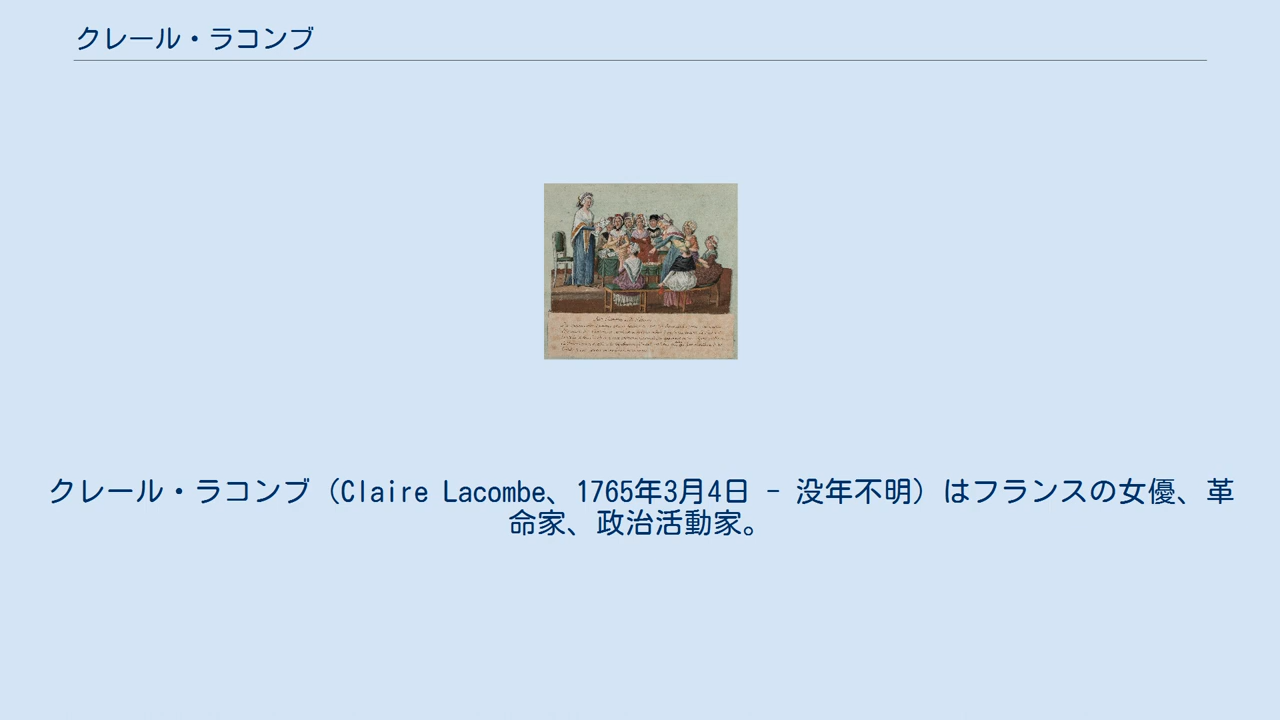 クレール・ラコンブ
クレール・ラコンブ（Claire Lacombe、1765年3月4日 - 没年不明）はフランスの女優、革
命家、政治活動家。